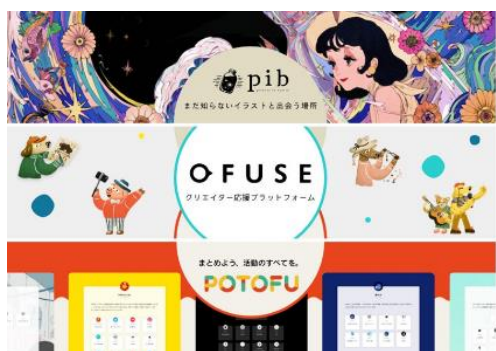 pib
まだ知らないイラストと出会う場所
OFUSE
クリエイター応援プラットフォーム
まとめよう、活動のすべてを。
POTOFU